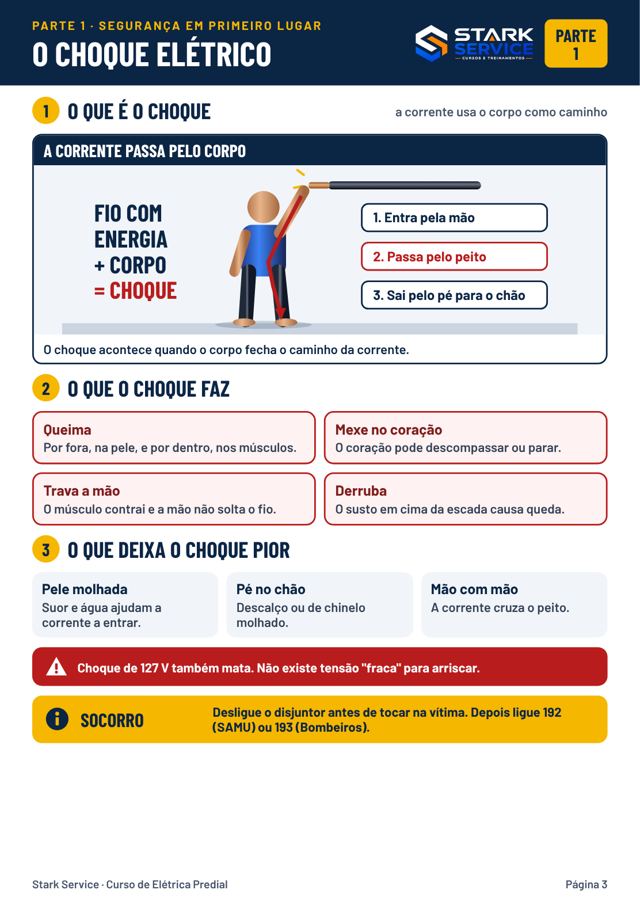 PARTE 1 · SEGURANÇA EM PRIMEIRO LUGAR
O CHOQUE ELÉTRICO
STARK
SERVICE
CURSOS E TREINAMENTOS
PARTE
1
1 O QUE É O CHOQUE
a corrente usa o corpo como caminho
A CORRENTE PASSA PELO CORPO
FIO COM
ENERGIA
+ CORPO
= CHOQUE
1. Entra pela mão
2. Passa pelo peito
3. Sai pelo pé para o chão
O choque acontece quando o corpo fecha o caminho da corrente.
2 O QUE O CHOQUE FAZ
Queima
Por fora, na pele, e por dentro, nos músculos.
Mexe no coração
O coração pode descompassar ou parar.
Trava a mão
O músculo contrai e a mão não solta o fio.
Derruba
O susto em cima da escada causa queda.
3 O QUE DEIXA O CHOQUE PIOR
Pele molhada
Suor e água ajudam a
corrente a entrar.
Pé no chão
Descalço ou de chinelo
molhado.
Mão com mão
A corrente cruza o peito.
Choque de 127 V também mata. Não existe tensão "fraca" para arriscar.
SOCORRO
Desligue o disjuntor antes de tocar na vítima. Depois ligue 192
(SAMU) ou 193 (Bombeiros).
Stark Service · Curso de Elétrica Predial
Página 3